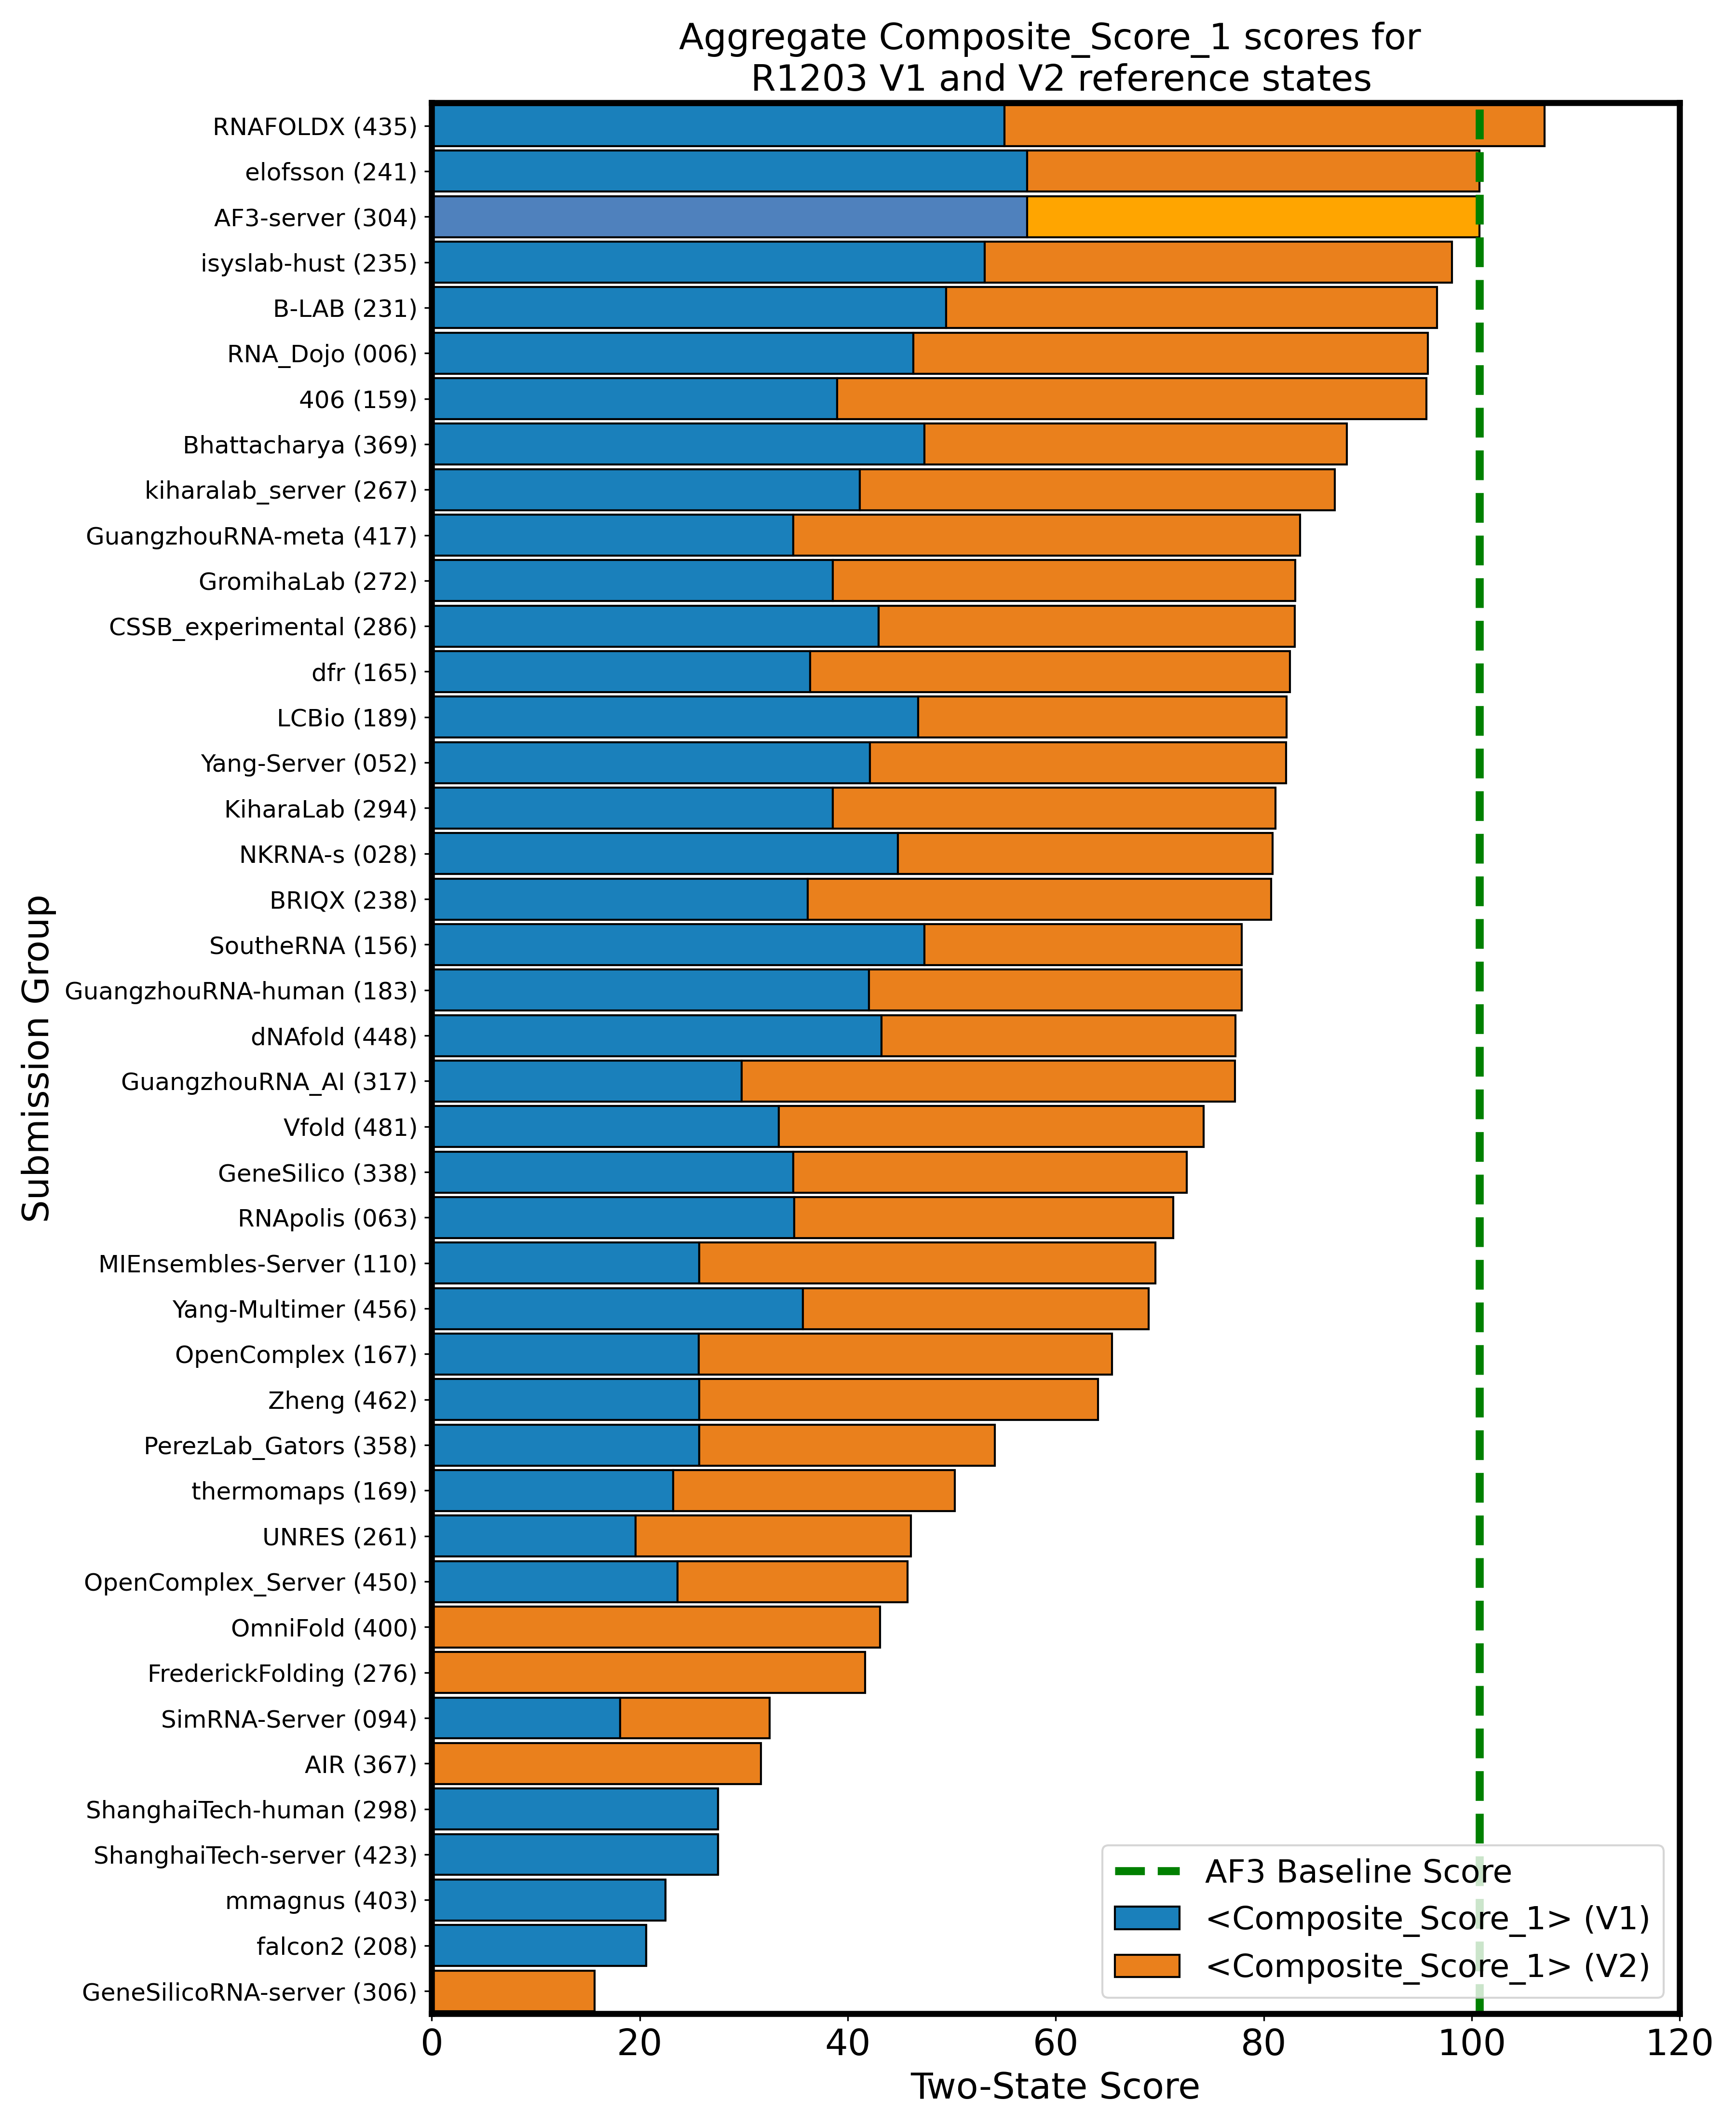 Aggregate Composite_Score_1 scores for
R1203 V1 and V2 reference states
Submission Group
RNAFOLDX (435)
elofsson (241)
AF3-server (304)
isyslab-hust (235)
B-LAB (231)
RNA_Dojo (006)
406 (159)
Bhattacharya (369)
kiharalab_server (267)
GuangzhouRNA-meta (417)
GromihaLab (272)
CSSB_experimental (286)
dfr (165)
LCBio (189)
Yang-Server (052)
KiharaLab (294)
NKRNA-s (028)
BRIQX (238)
SoutheRNA (156)
GuangzhouRNA-human (183)
dNAfold (448)
GuangzhouRNA_AI (317)
Vfold (481)
GeneSilico (338)
RNApolis (063)
MIEnsembles-Server (110)
Yang-Multimer (456)
OpenComplex (167)
Zheng (462)
PerezLab_Gators (358)
thermomaps (169)
UNRES (261)
OpenComplex_Server (450)
OmniFold (400)
FrederickFolding (276)
SimRNA-Server (094)
AIR (367)
ShanghaiTech-human (298)
ShanghaiTech-server (423)
mmagnus (403)
falcon2 (208)
GeneSilicoRNA-server (306)
AF3 Baseline Score
<Composite_Score_1> (V1)
<Composite_Score_1> (V2)
0 20 40 60 80 100 120
Two-State Score